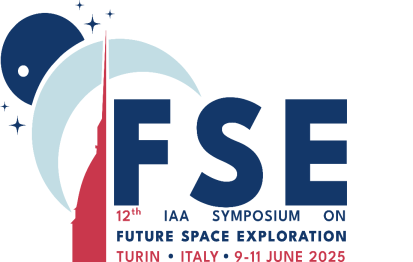 FSE
12th IAA SYMPOSIUM ON
FUTURE SPACE EXPLORATION
TURIN • ITALY • 9-11 JUNE 2025